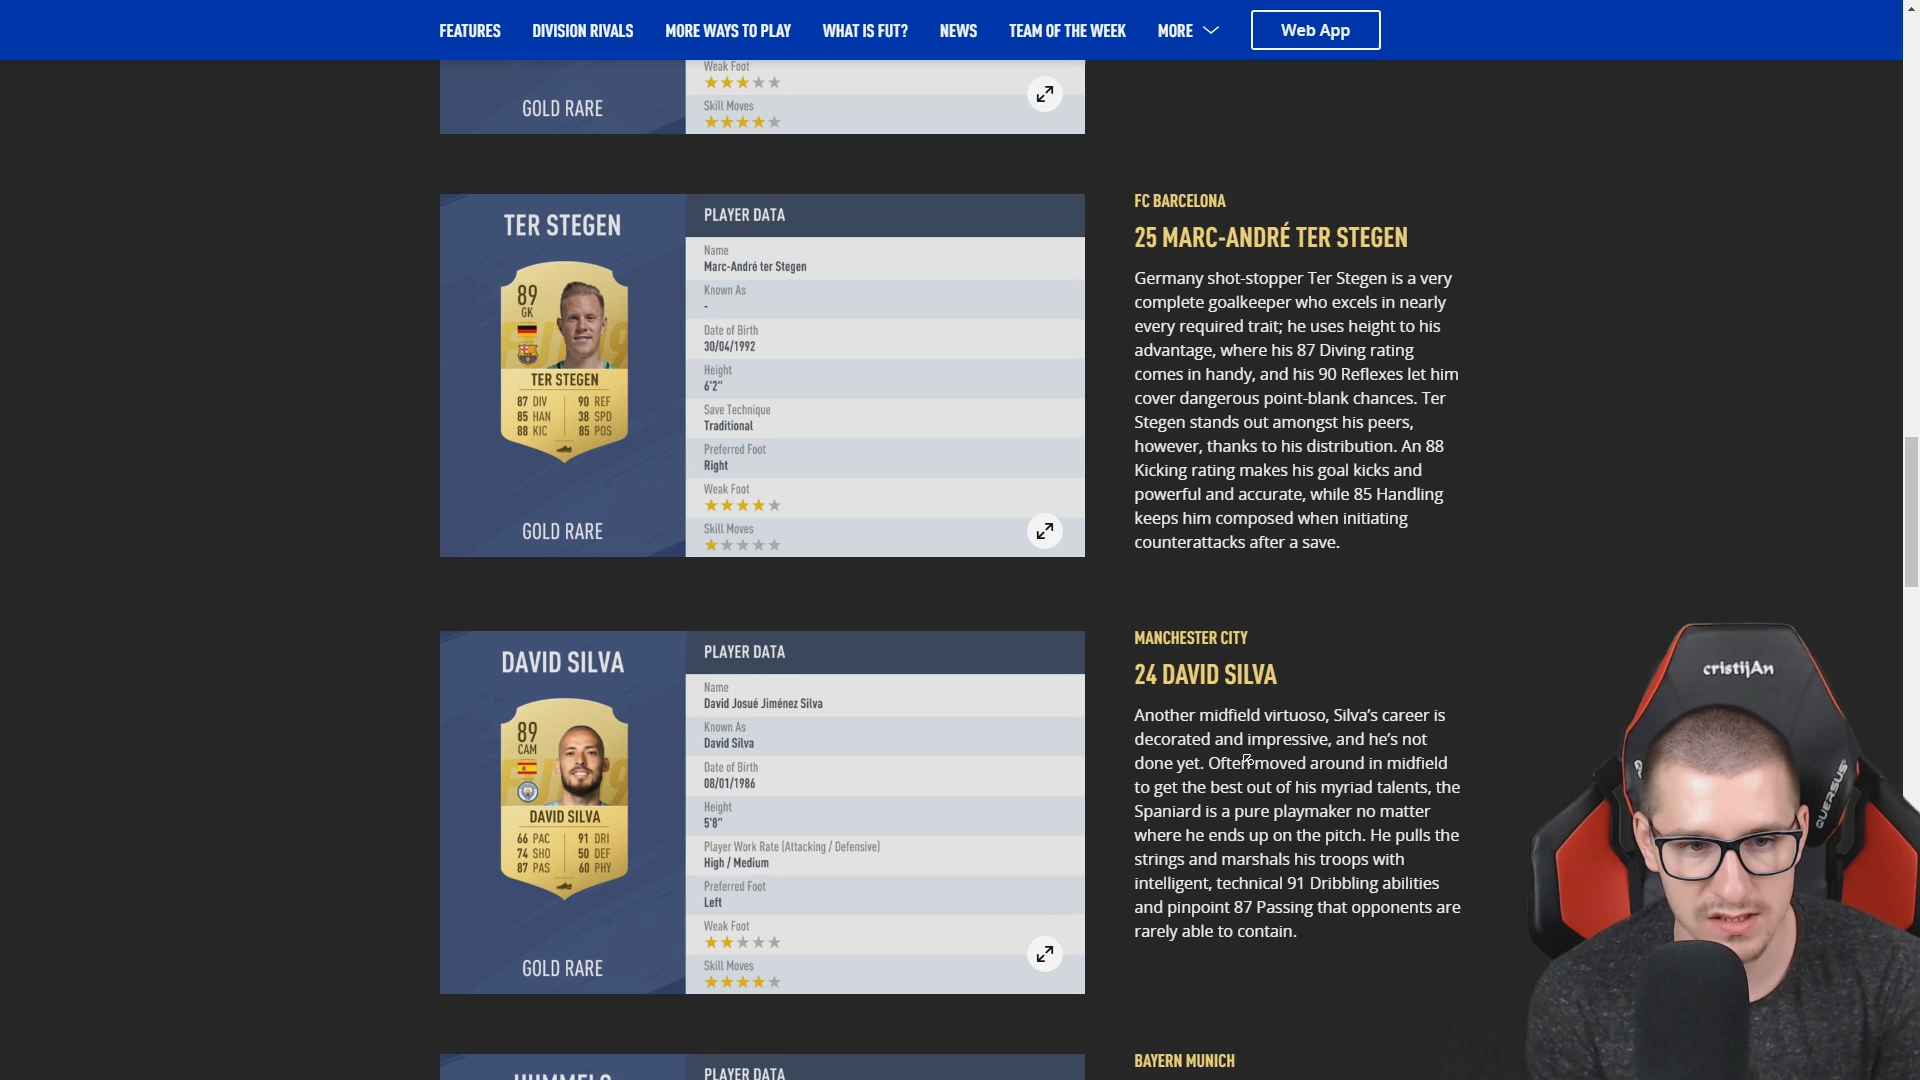 FEATURES
DIVISION RIVALS
MORE WAYS TO PLAY
WHAT IS FUT?
NEWS
TEAM OF THE WEEK
MORE
Web App
GOLD RARE
Weak Foot
Skill Moves
TER STEGEN
89
GK
TER STEGEN
87 DIV 90 REF
85 HAN 38 SPD
88 KIC 85 POS
GOLD RARE
PLAYER DATA
Name
Marc-André ter Stegen
Known As
-
Date of Birth
30/04/1992
Height
6'2"
Save Technique
Traditional
Preferred Foot
Right
Weak Foot
Skill Moves
FC BARCELONA
25 MARC-ANDRÉ TER STEGEN
Germany shot-stopper Ter Stegen is a very
complete goalkeeper who excels in nearly
every required trait; he uses height to his
advantage, where his 87 Diving rating
comes in handy, and his 90 Reflexes let him
cover dangerous point-blank chances. Ter
Stegen stands out amongst his peers,
however, thanks to his distribution. An 88
Kicking rating makes his goal kicks and
powerful and accurate, while 85 Handling
keeps him composed when initiating
counterattacks after a save.
DAVID SILVA
89
CAM
DAVID SILVA
66 PAC 91 DRI
74 SHO 50 DEF
87 PAS 60 PHY
GOLD RARE
PLAYER DATA
Name
David Josué Jiménez Silva
Known As
David Silva
Date of Birth
08/01/1986
Height
5'8"
Player Work Rate (Attacking / Defensive)
High / Medium
Preferred Foot
Left
Weak Foot
Skill Moves
MANCHESTER CITY
24 DAVID SILVA
Another midfield virtuoso, Silva’s career is
decorated and impressive, and he’s not
done yet. Often moved around in midfield
to get the best out of his myriad talents, the
Spaniard is a pure playmaker no matter
where he ends up on the pitch. He pulls the
strings and marshals his troops with
intelligent, technical 91 Dribbling abilities
and pinpoint 87 Passing that opponents are
rarely able to contain.
cristijAn
QUERSUS
HUMMELS
PLAYER DATA
BAYERN MUNICH